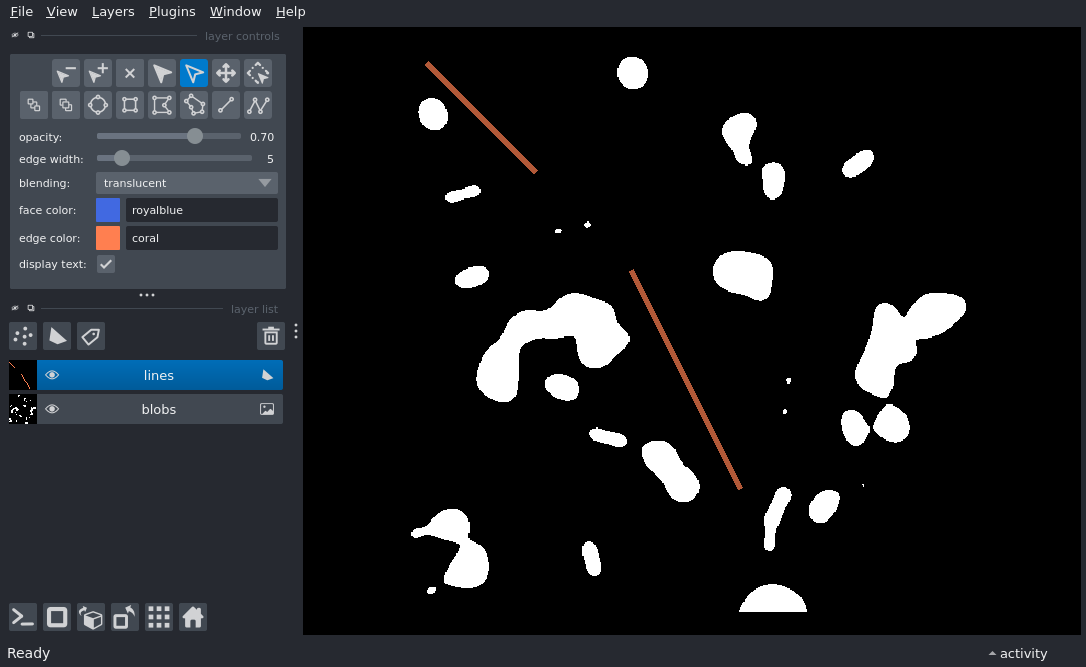 File View Layers Plugins Window Help
layer controls
opacity: 0.70
edge width: 5
blending: translucent
face color: royalblue
edge color: coral
display text:
layer list
lines
blobs
Ready
activity